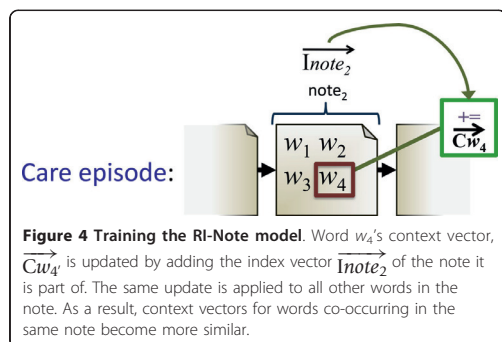 Inote₂
note₂
+=
Cw₄
w₁ w₂
Care episode:
w₃ w₄
Figure 4 Training the RI-Note model. Word w₄'s context vector,
Cw₄, is updated by adding the index vector Inote₂ of the note it
is part of. The same update is applied to all other words in the
note. As a result, context vectors for words co-occurring in the
same note become more similar.